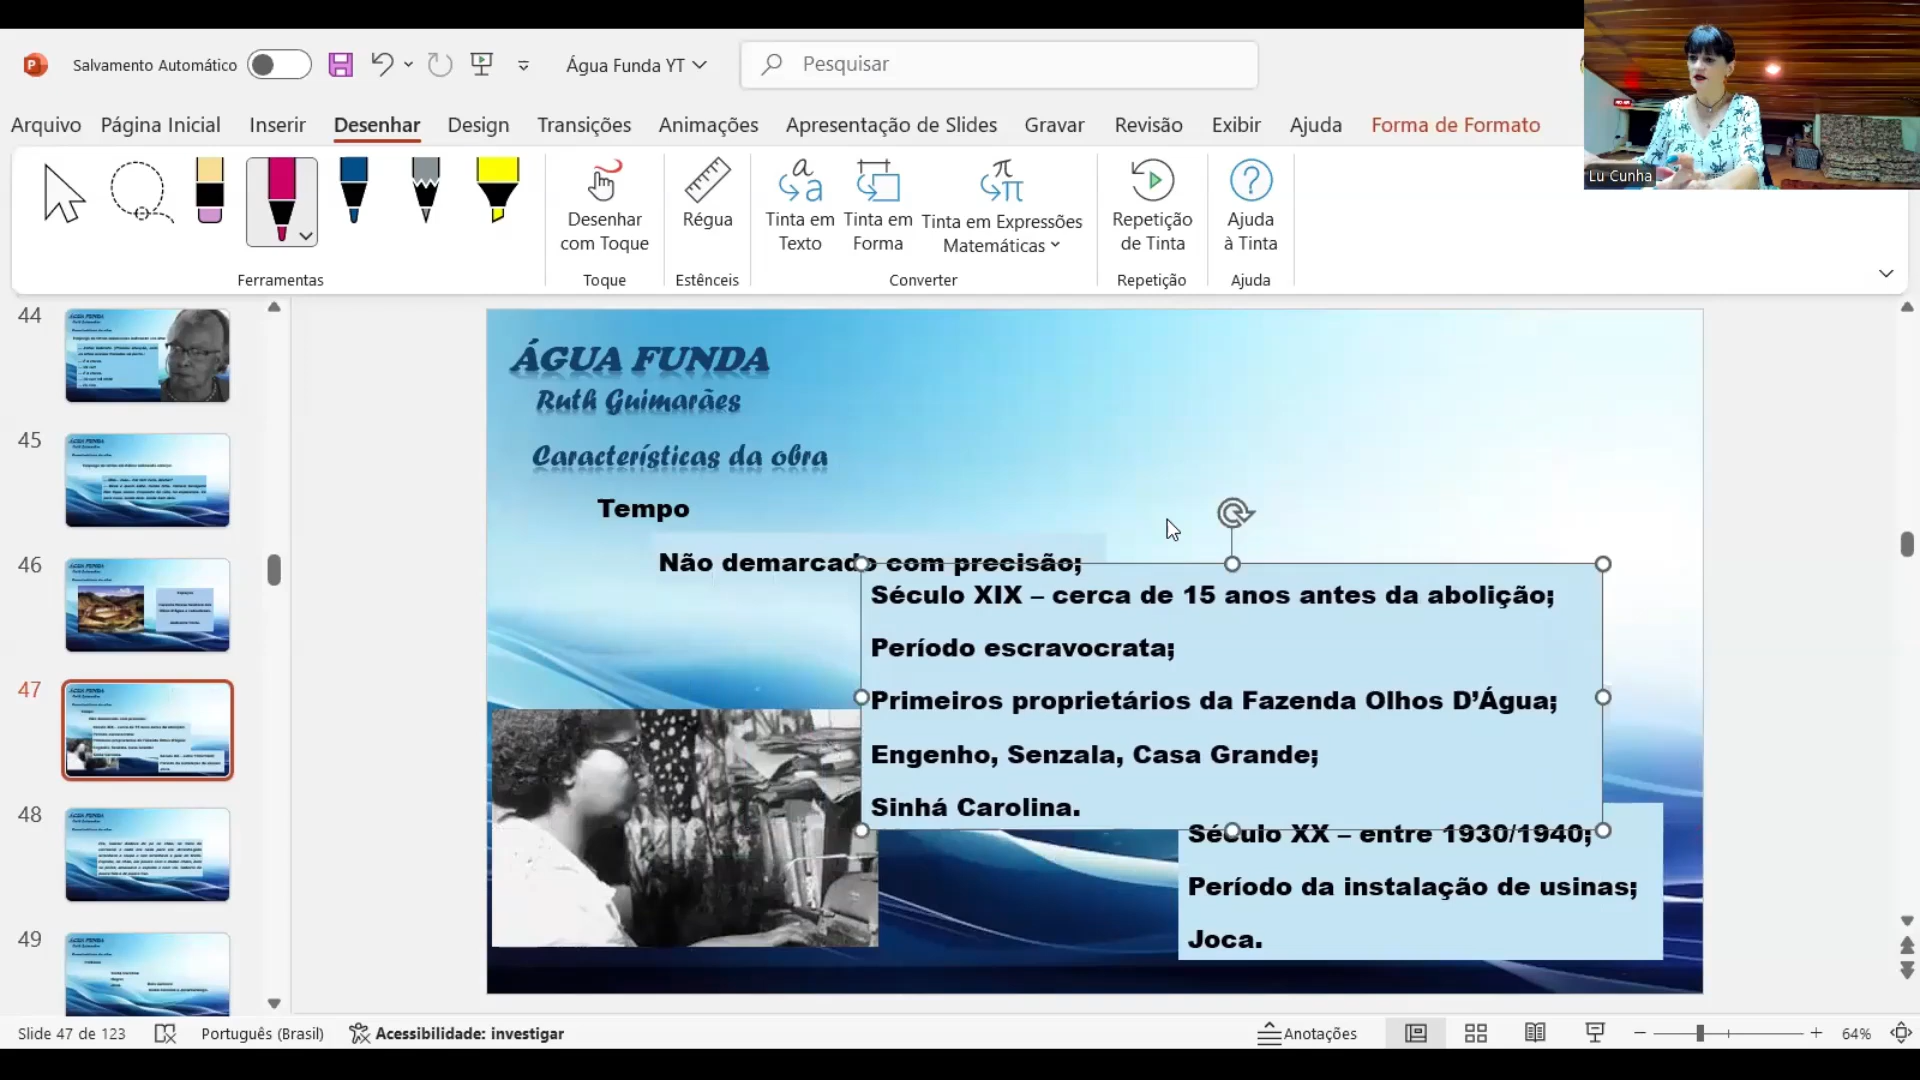 Salvamento Automático
Água Funda YT
Pesquisar
Arquivo
Página Inicial
Inserir
Desenhar
Design
Transições
Animações
Apresentação de Slides
Gravar
Revisão
Exibir
Ajuda
Forma de Formato
Lu Cunha
Desenhar
com Toque
Régua
Tinta em
Texto
Tinta em
Forma
Tinta em Expressões
Matemáticas
Repetição
de Tinta
Ajuda
à Tinta
Ferramentas
Toque
Estênceis
Converter
Repetição
Ajuda
44
45
46
47
48
49
ÁGUA FUNDA
Ruth Guimarães
Características da obra
Tempo
Não demarcado com precisão;
Século XIX – cerca de 15 anos antes da abolição;
Período escravocrata;
Primeiros proprietários da Fazenda Olhos D’Água;
Engenho, Senzala, Casa Grande;
Sinhá Carolina.
Século XX – entre 1930/1940;
Período da instalação de usinas;
Joca.
Slide 47 de 123
Português (Brasil)
Acessibilidade: investigar
Anotações
64%